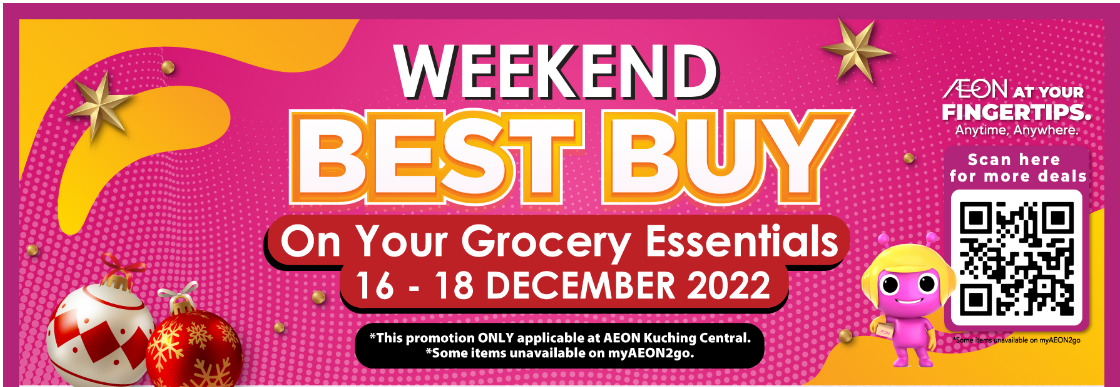 WEEKEND
BEST BUY
On Your Grocery Essentials
16 - 18 DECEMBER 2022
*This promotion ONLY applicable at AEON Kuching Central.
*Some items unavailable on myAEON2go.
ÆON AT YOUR
FINGERTIPS.
Anytime, Anywhere.
Scan here
for more deals
*Some items unavailable on myAEON2go